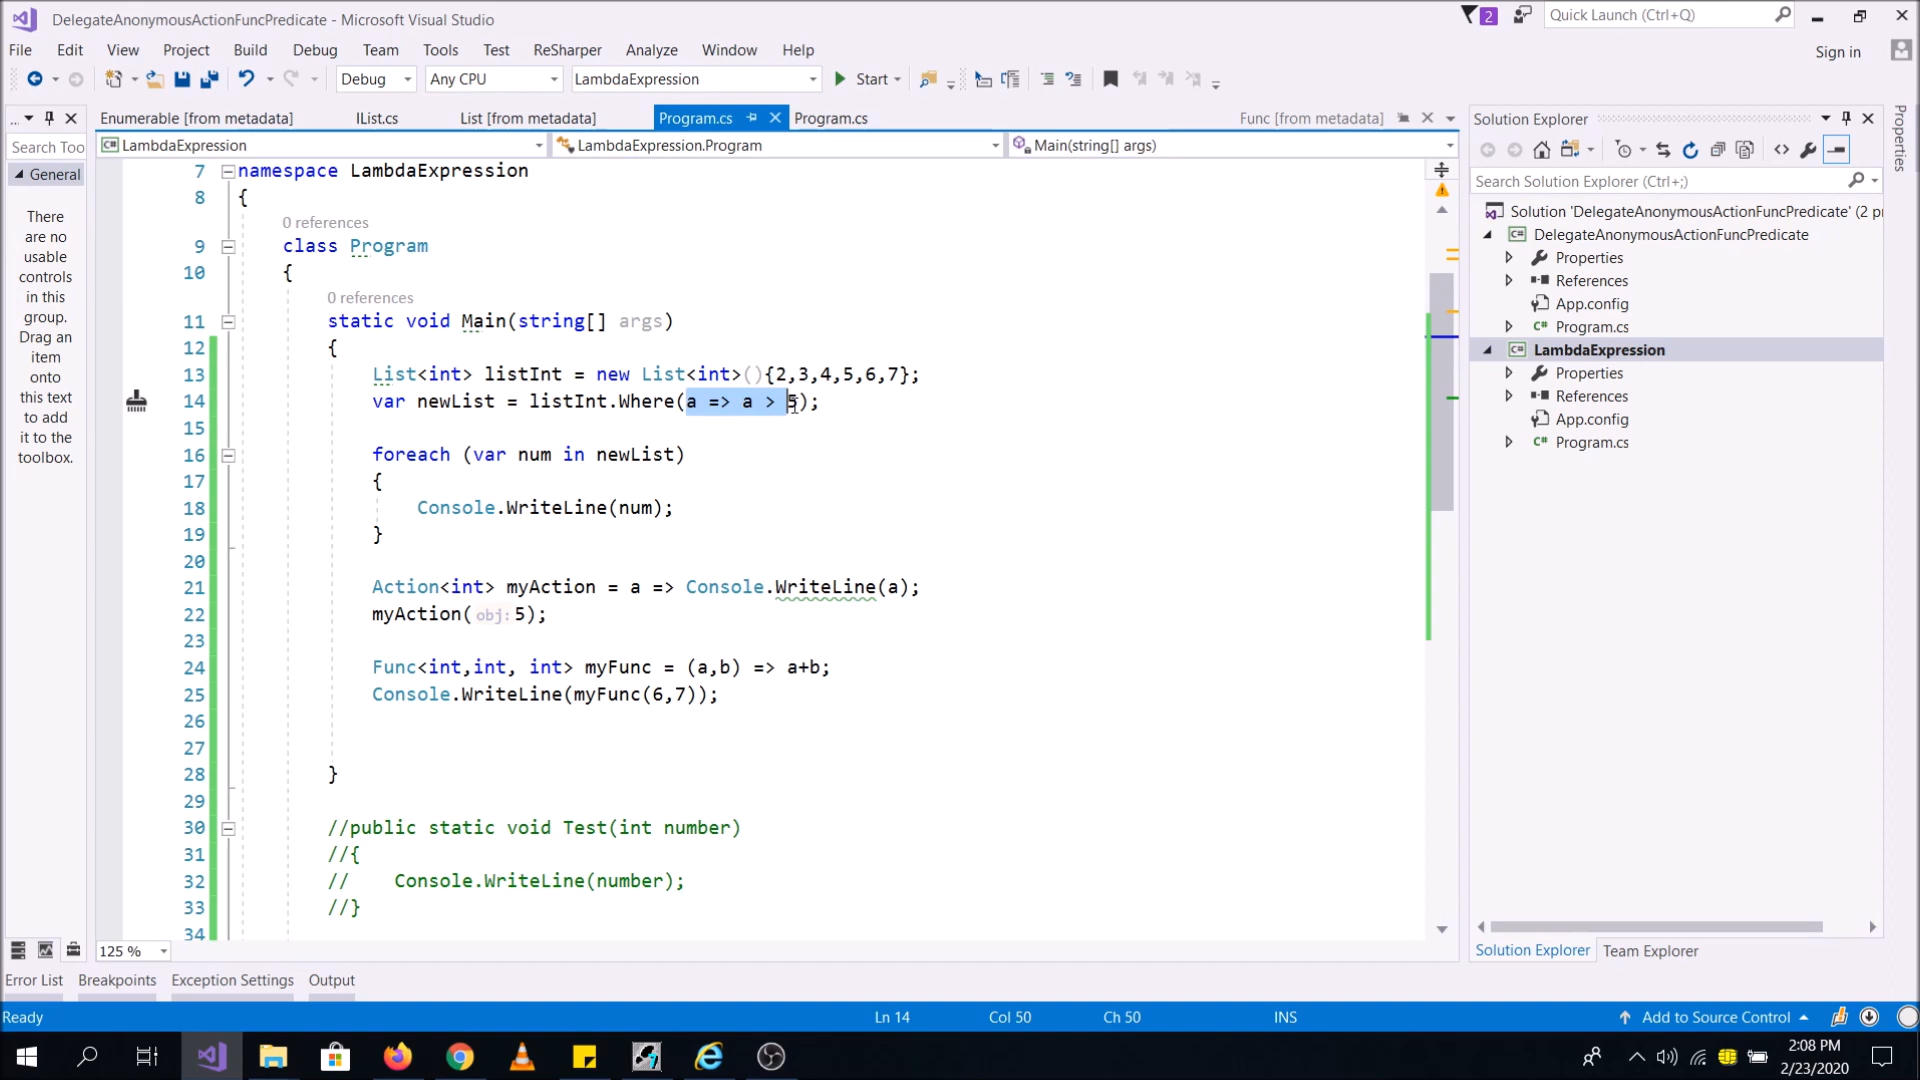 DelegateAnonymousActionFuncPredicate - Microsoft Visual Studio
2
Quick Launch (Ctrl+Q)
File Edit View Project Build Debug Team Tools Test ReSharper Analyze Window Help
Sign in
Debug Any CPU LambdaExpression Start
... Enumerable [from metadata] IList.cs List [from metadata] Program.cs Program.cs Func [from metadata]
Solution Explorer
Properties
Search Too
LambdaExpression LambdaExpression.Program Main(string[] args)
General
Search Solution Explorer (Ctrl+;)
There
are no
usable
controls
in this
group.
Drag an
item
onto
this text
to add
it to the
toolbox.
7 namespace LambdaExpression
8 {
0 references
9 class Program
10 {
0 references
11 static void Main(string[] args)
12 {
13 List<int> listInt = new List<int>(){2,3,4,5,6,7};
14 var newList = listInt.Where(a => a > 5);
15
16 foreach (var num in newList)
17 {
18 Console.WriteLine(num);
19 }
20
21 Action<int> myAction = a => Console.WriteLine(a);
22 myAction( obj: 5);
23
24 Func<int,int, int> myFunc = (a,b) => a+b;
25 Console.WriteLine(myFunc(6,7));
26
27
28 }
29
30 //public static void Test(int number)
31 //{
32 // Console.WriteLine(number);
33 //}
34
Solution 'DelegateAnonymousActionFuncPredicate' (2 pr
C# DelegateAnonymousActionFuncPredicate
Properties
References
App.config
C# Program.cs
C# LambdaExpression
Properties
References
App.config
C# Program.cs
125 %
Solution Explorer Team Explorer
Error List Breakpoints Exception Settings Output
Ready Ln 14 Col 50 Ch 50 INS Add to Source Control
2:08 PM
2/23/2020